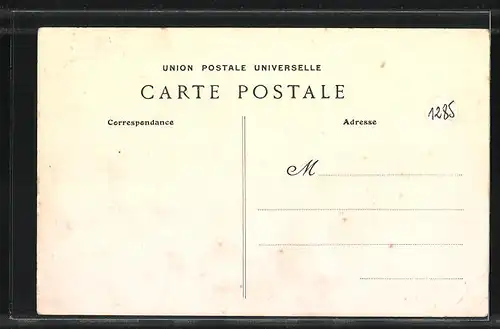 UNION POSTALE UNIVERSELLE
CARTE POSTALE
1285
Correspondance
Adresse
M